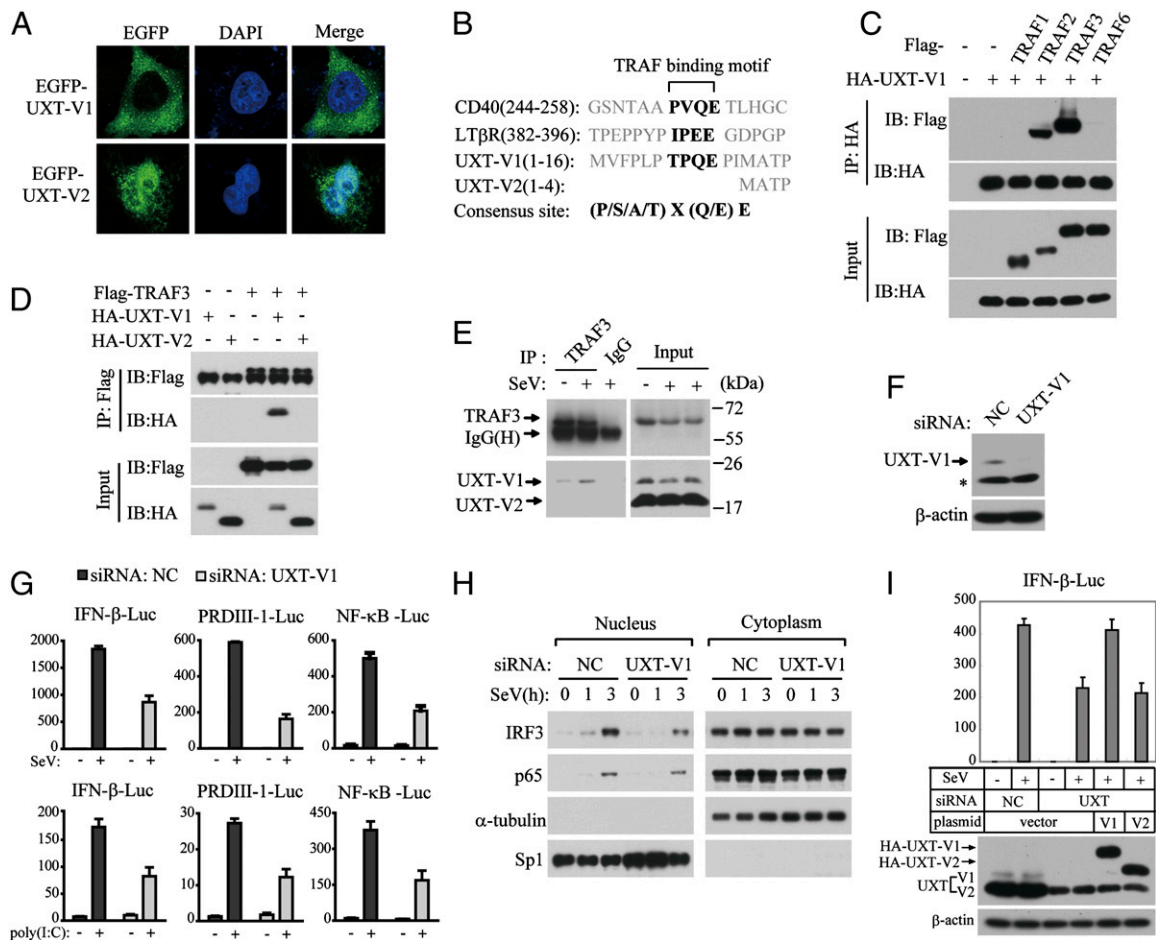 A
EGFP DAPI Merge
EGFP-
UXT-V1
EGFP-
UXT-V2
B
TRAF
binding motif
CD40(244-258): GSNTAA PVQE TLHGC
LTβR(382-396): TPEPPYP IPEE GDPGP
UXT-V1(1-16): MVFPLP TPQE PIMATP
UXT-V2(1-4): MATP
Consensus site: (P/S/A/T) X (Q/E) E
C
Flag- - - TRAF1 TRAF2 TRAF3 TRAF6
HA-UXT-V1 - + + + + +
IP: HA
IB: Flag
IB:HA
Input
IB: Flag
IB:HA
D
Flag-TRAF3 - - + + +
HA-UXT-V1 + - - + -
HA-UXT-V2 - + - - +
IP: Flag
IB:Flag
IB:HA
Input
IB:Flag
IB:HA
E
IP : TRAF3 IgG Input
SeV: - + + - + + (kDa)
TRAF3
IgG(H)
72
55
UXT-V1
UXT-V2
26
17
F
siRNA: NC UXT-V1
UXT-V1
*
β-actin
G
siRNA: NC siRNA: UXT-V1
IFN-β-Luc PRDIII-1-Luc NF-κB -Luc
2000
1500
1000
500
0
600
400
200
0
600
400
200
0
SeV: - + - + - + - + - + - +
IFN-β-Luc PRDIII-1-Luc NF-κB -Luc
200
150
100
50
0
30
20
10
0
450
300
150
0
poly(I:C): - + - + - + - + - + - +
H
Nucleus Cytoplasm
siRNA: NC UXT-V1 NC UXT-V1
SeV(h) 0 1 3 0 1 3 0 1 3 0 1 3
IRF3
p65
α-tubulin
Sp1
I
IFN-β-Luc
500
400
300
200
100
0
SeV - + - + + +
siRNA NC UXT
plasmid vector V1 V2
HA-UXT-V1
HA-UXT-V2
UXT V1
V2
β-actin